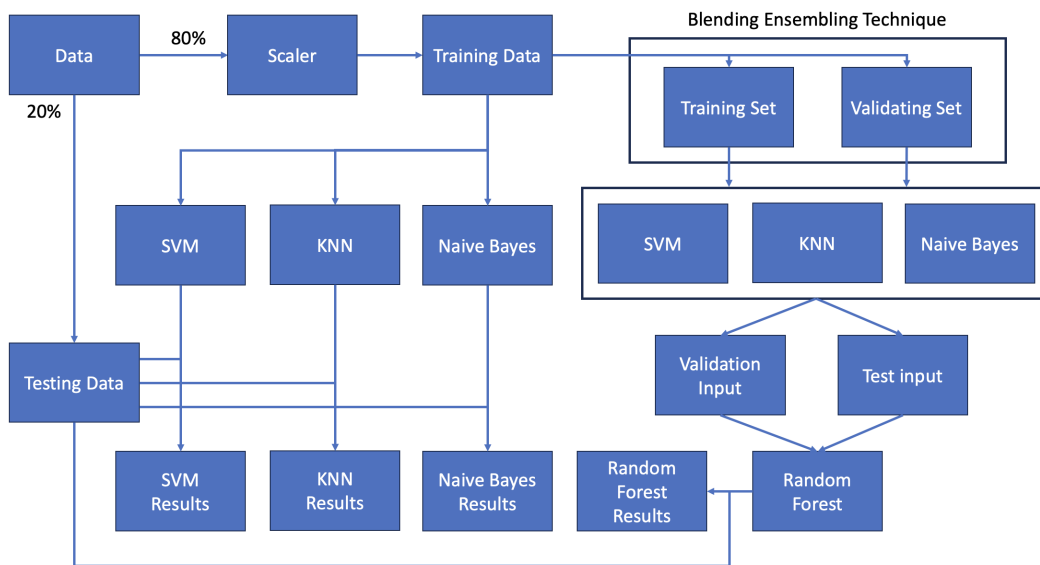 Blending Ensembling Technique
Data
80%
Scaler
Training Data
20%
Training Set
Validating Set
SVM
KNN
Naive Bayes
SVM
KNN
Naive Bayes
Testing Data
Validation
Input
Test input
SVM
Results
KNN
Results
Naive Bayes
Results
Random
Forest
Results
Random
Forest